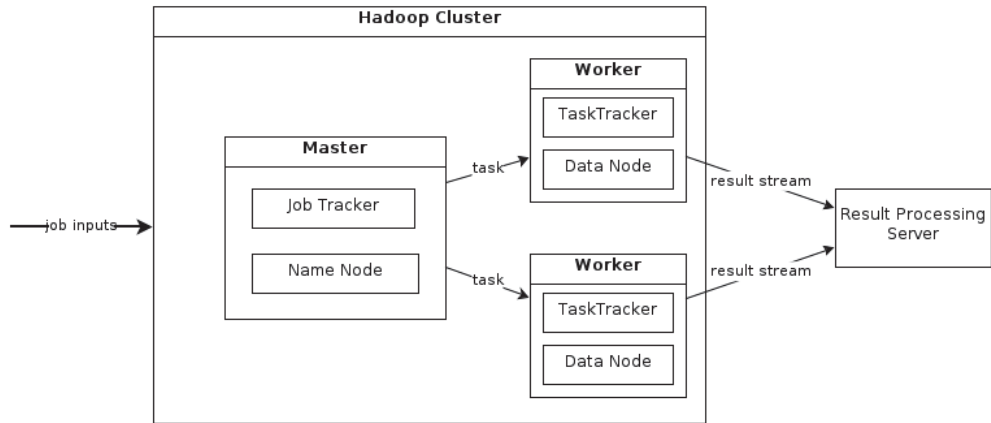 Hadoop Cluster
job inputs
Master
Job Tracker
Name Node
task
task
Worker
TaskTracker
Data Node
Worker
TaskTracker
Data Node
result stream
result stream
Result Processing
Server